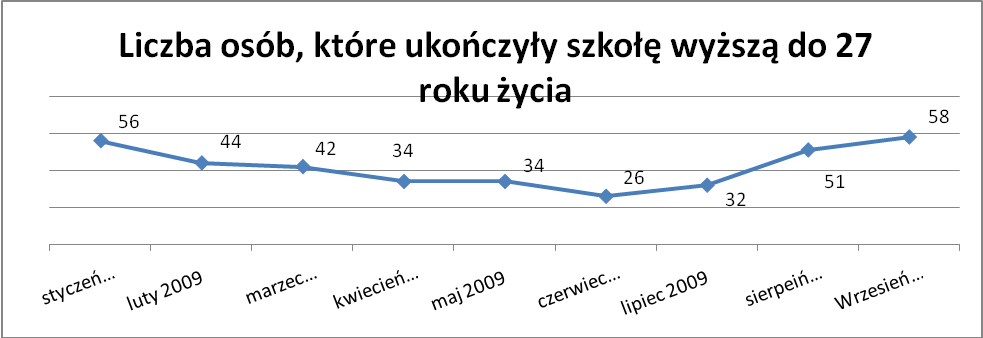 Liczba osób, które ukończyły szkołę wyższą do 27
roku życia
56
44
42
34
34
26
32
51
58
styczeń...
luty 2009
marzec...
kwiecień...
maj 2009
czerwiec...
lipiec 2009
sierpeiń...
Wrzesień...